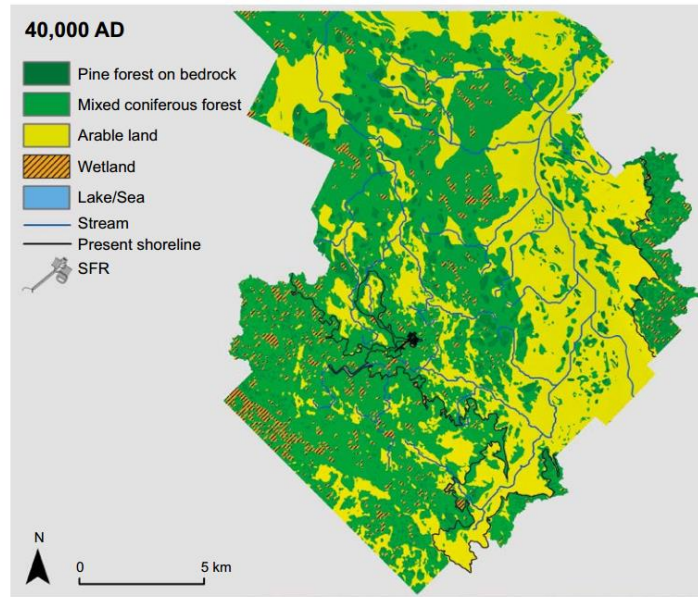 40,000 AD
Pine forest on bedrock
Mixed coniferous forest
Arable land
Wetland
Lake/Sea
Stream
Present shoreline
SFR
N
0 5 km